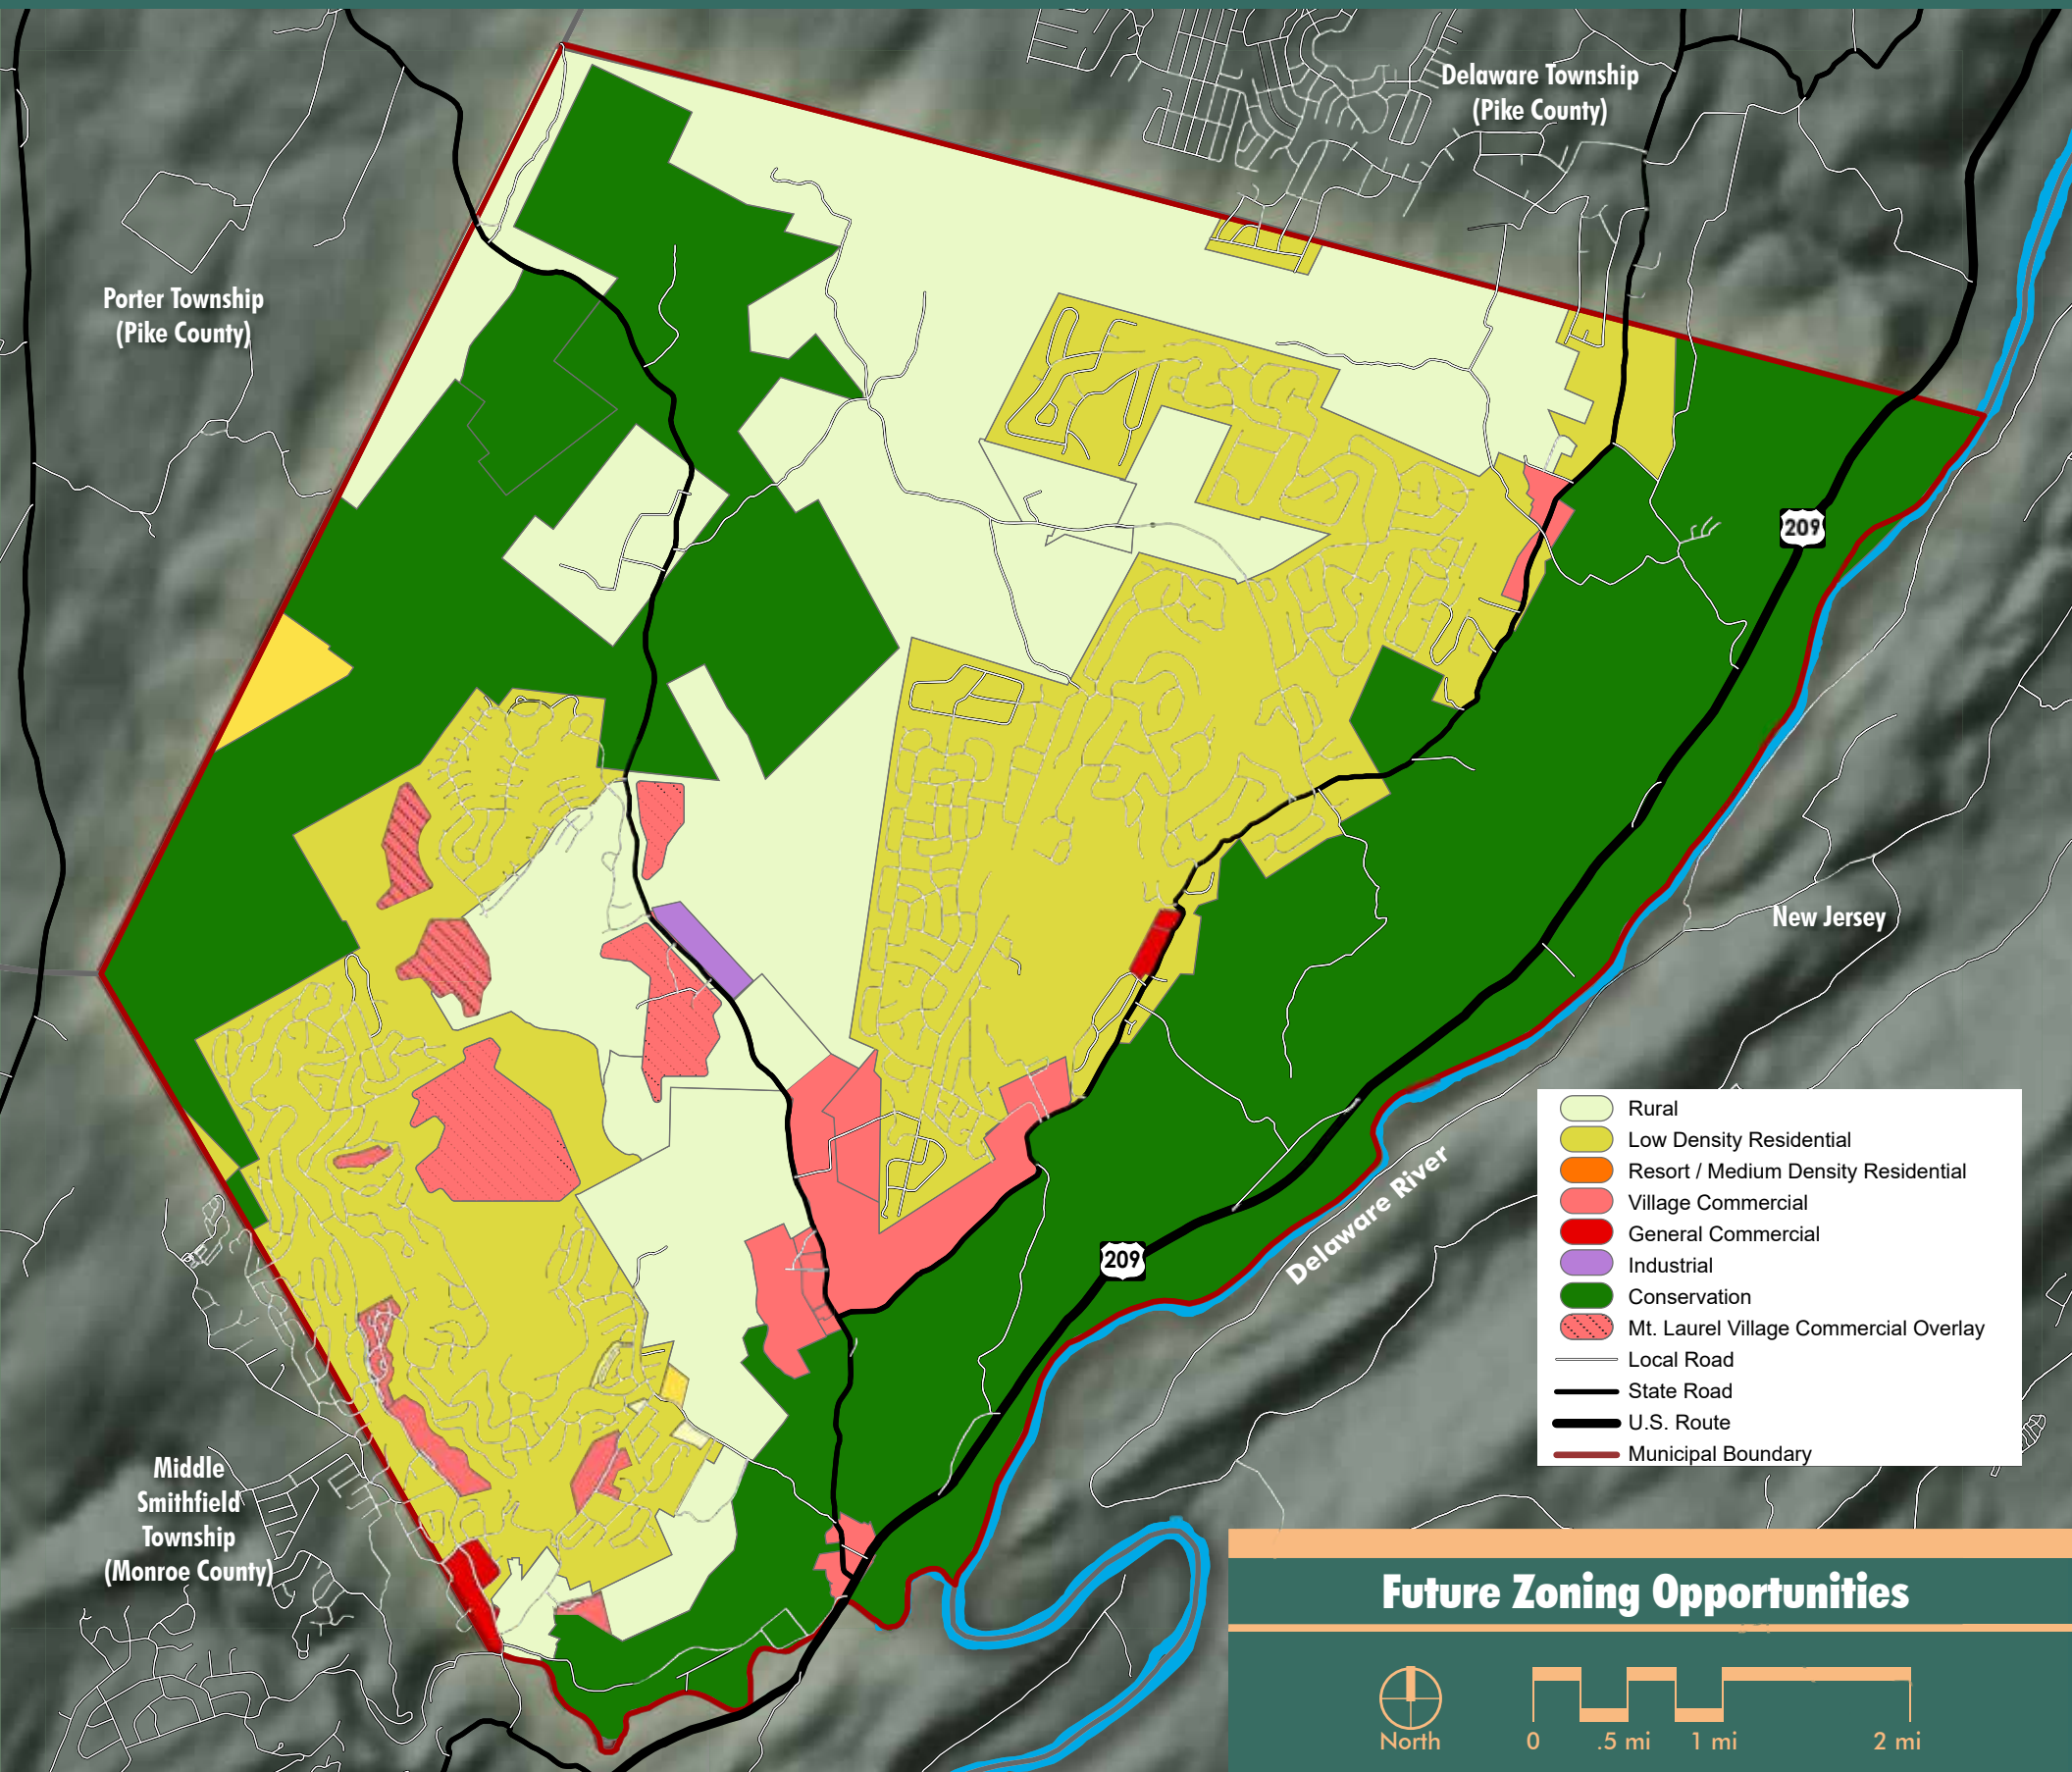 Delaware Township
(Pike County)
Porter Township
(Pike County)
209
New Jersey
Rural
Low Density Residential
Resort / Medium Density Residential
Village Commercial
General Commercial
Industrial
Conservation
Mt. Laurel Village Commercial Overlay
Local Road
State Road
U.S. Route
Municipal Boundary
Delaware River
209
Middle
Smithfield
Township
(Monroe County)
Future Zoning Opportunities
North
0 .5 mi 1 mi 2 mi